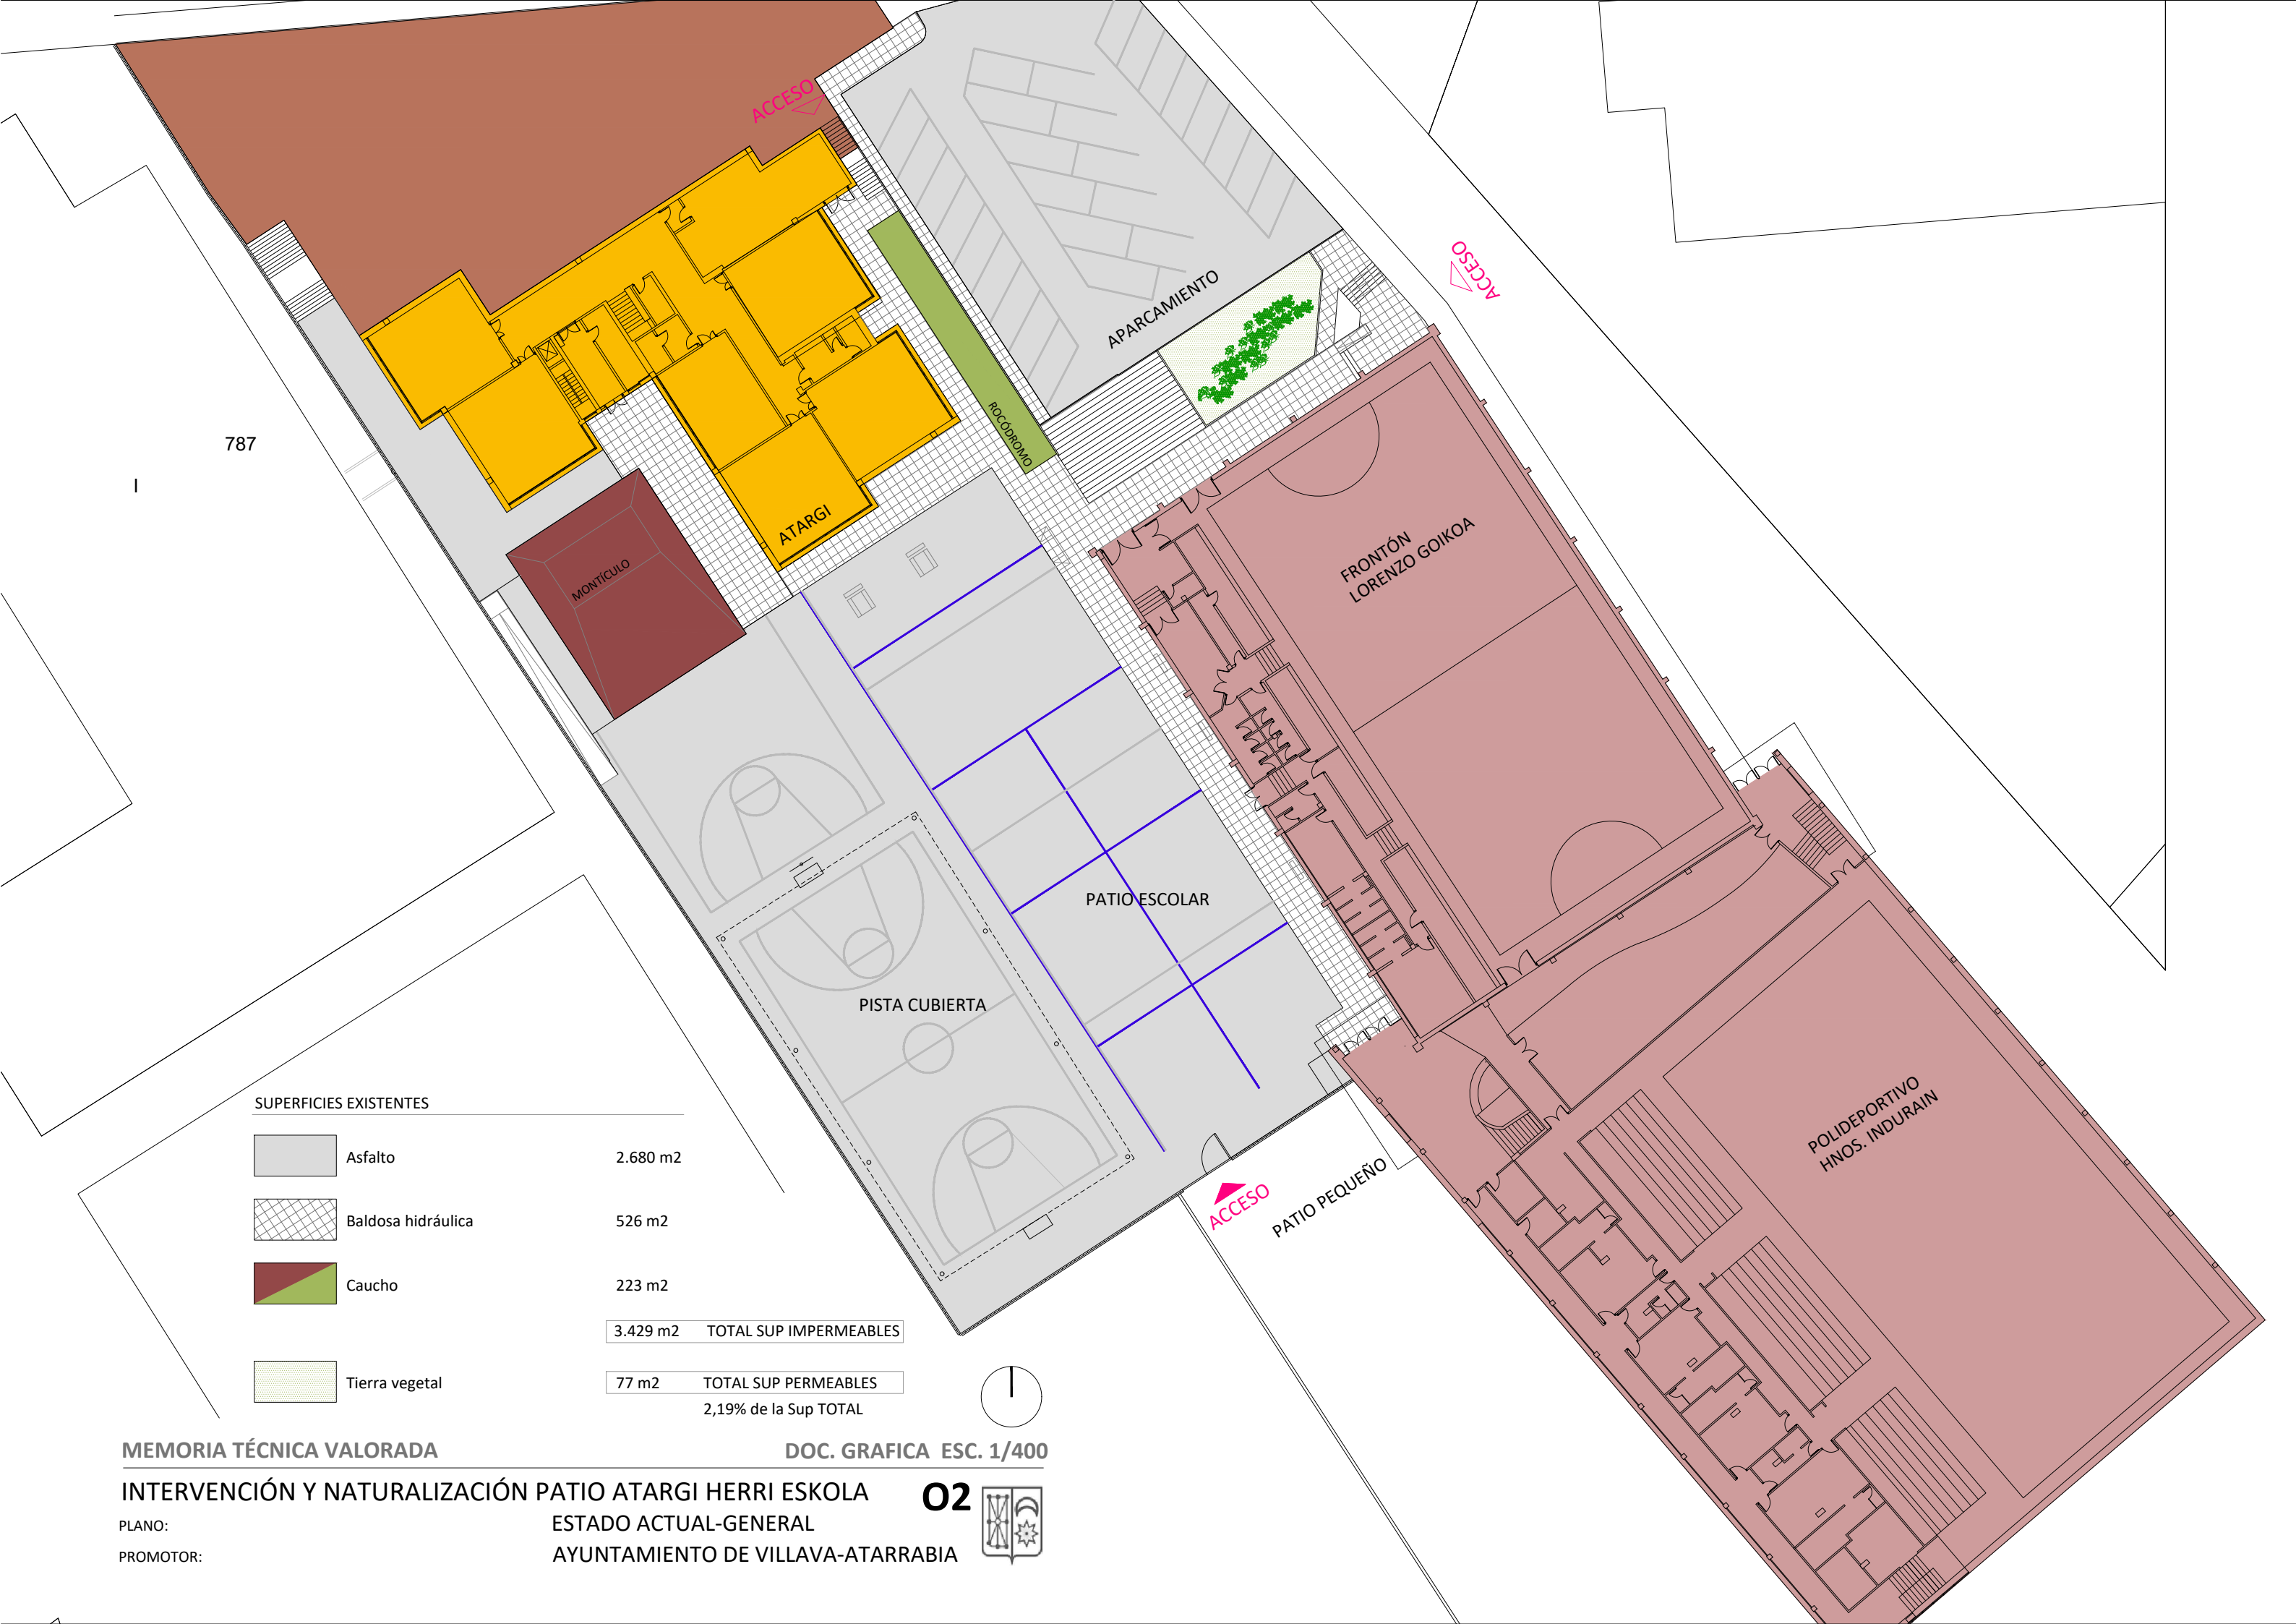 ACCESO
ACCESO
APARCAMIENTO
ROCÓDROMO
787
I
ATARGI
MONTÍCULO
FRONTÓN
LORENZO GOIKOA
PATIO ESCOLAR
PISTA CUBIERTA
POLIDEPORTIVO
HNOS. INDURAIN
ACCESO
PATIO PEQUEÑO
SUPERFICIES EXISTENTES
Asfalto 2.680 m2
Baldosa hidráulica 526 m2
Caucho 223 m2
3.429 m2 TOTAL SUP IMPERMEABLES
Tierra vegetal 77 m2 TOTAL SUP PERMEABLES
2,19% de la Sup TOTAL
MEMORIA TÉCNICA VALORADA DOC. GRAFICA ESC. 1/400
INTERVENCIÓN Y NATURALIZACIÓN PATIO ATARGI HERRI ESKOLA O2
PLANO: ESTADO ACTUAL-GENERAL
PROMOTOR: AYUNTAMIENTO DE VILLAVA-ATARRABIA